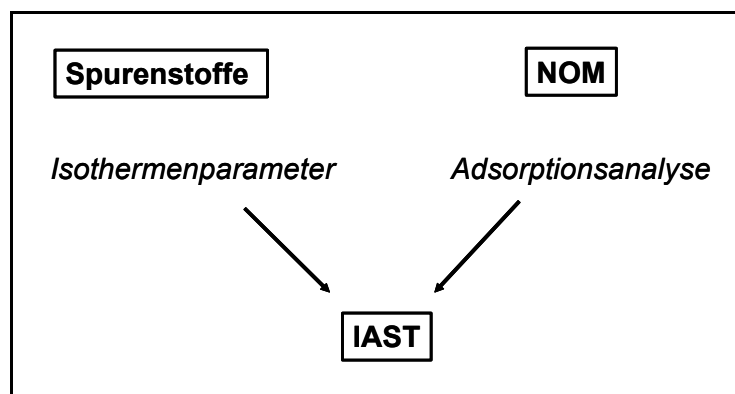 Spurenstoffe
NOM
Isothermenparameter
Adsorptionsanalyse
IAST